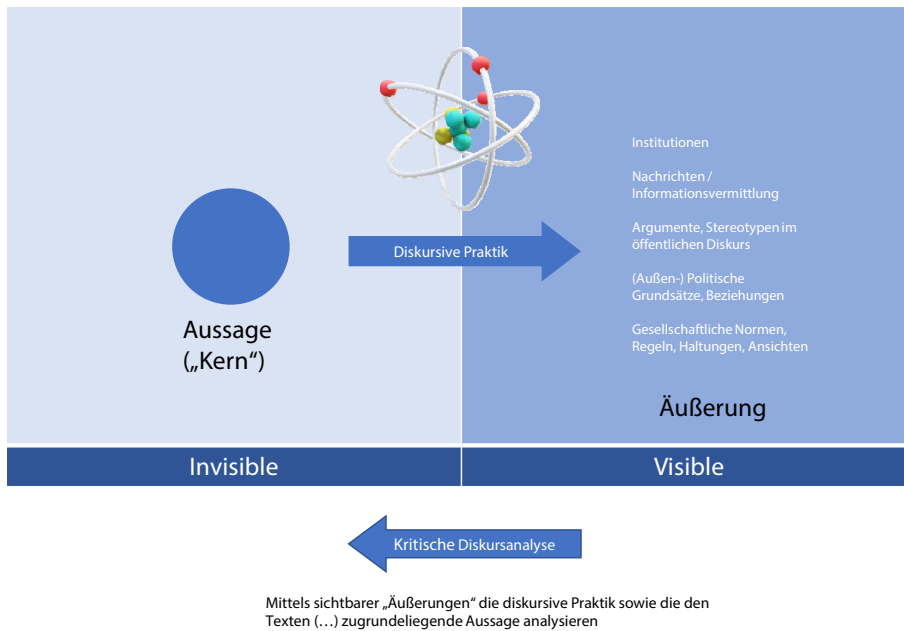 Institutionen
Nachrichten /
Informationsvermittlung
Argumente, Stereotypen im
öffentlichen Diskurs
Diskursive Praktik
(Außen-) Politische
Grundsätze, Beziehungen
Aussage
(„Kern“)
Gesellschaftliche Normen,
Regeln, Haltungen, Ansichten
Äußerung
Invisible
Visible
Kritische Diskursanalyse
Mittels sichtbarer „Äußerungen“ die diskursive Praktik sowie die den
Texten (…) zugrundeliegende Aussage analysieren